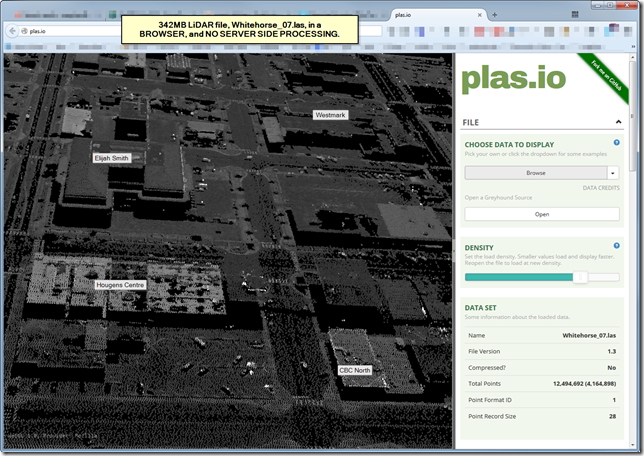 342MB LiDAR file, Whitehorse_07.las, in a
BROWSER, and NO SERVER SIDE PROCESSING.
plas.io
plas.io
Westmark
Elijah Smith
Hougens Centre
CBC North
plas.io
Fork me on GitHub
FILE
CHOOSE DATA TO DISPLAY
Pick your own or click the dropdown for some examples
Browse
DATA CREDITS
Open a Greyhound Source
Open
DENSITY
Set the load density. Smaller values load and display faster.
Reopen the file to load at new density.
DATA SET
Some information about the loaded data.
Name Whitehorse_07.las
File Version 1.3
Compressed? No
Total Points 12,494,692 (4,164,898)
Point Format ID 1
Point Record Size 28